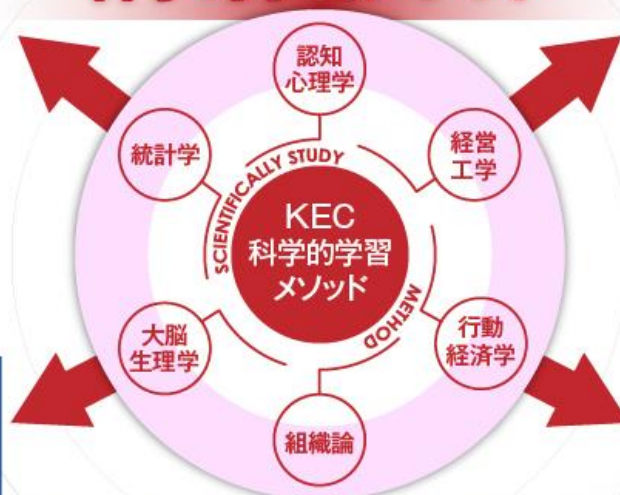 認知
心理学
統計学
経営
工学
SCIENTIFICALLY STUDY
KEC
科学的学習
メソッド
METHOD
大脳
生理学
行動
経済学
組織論